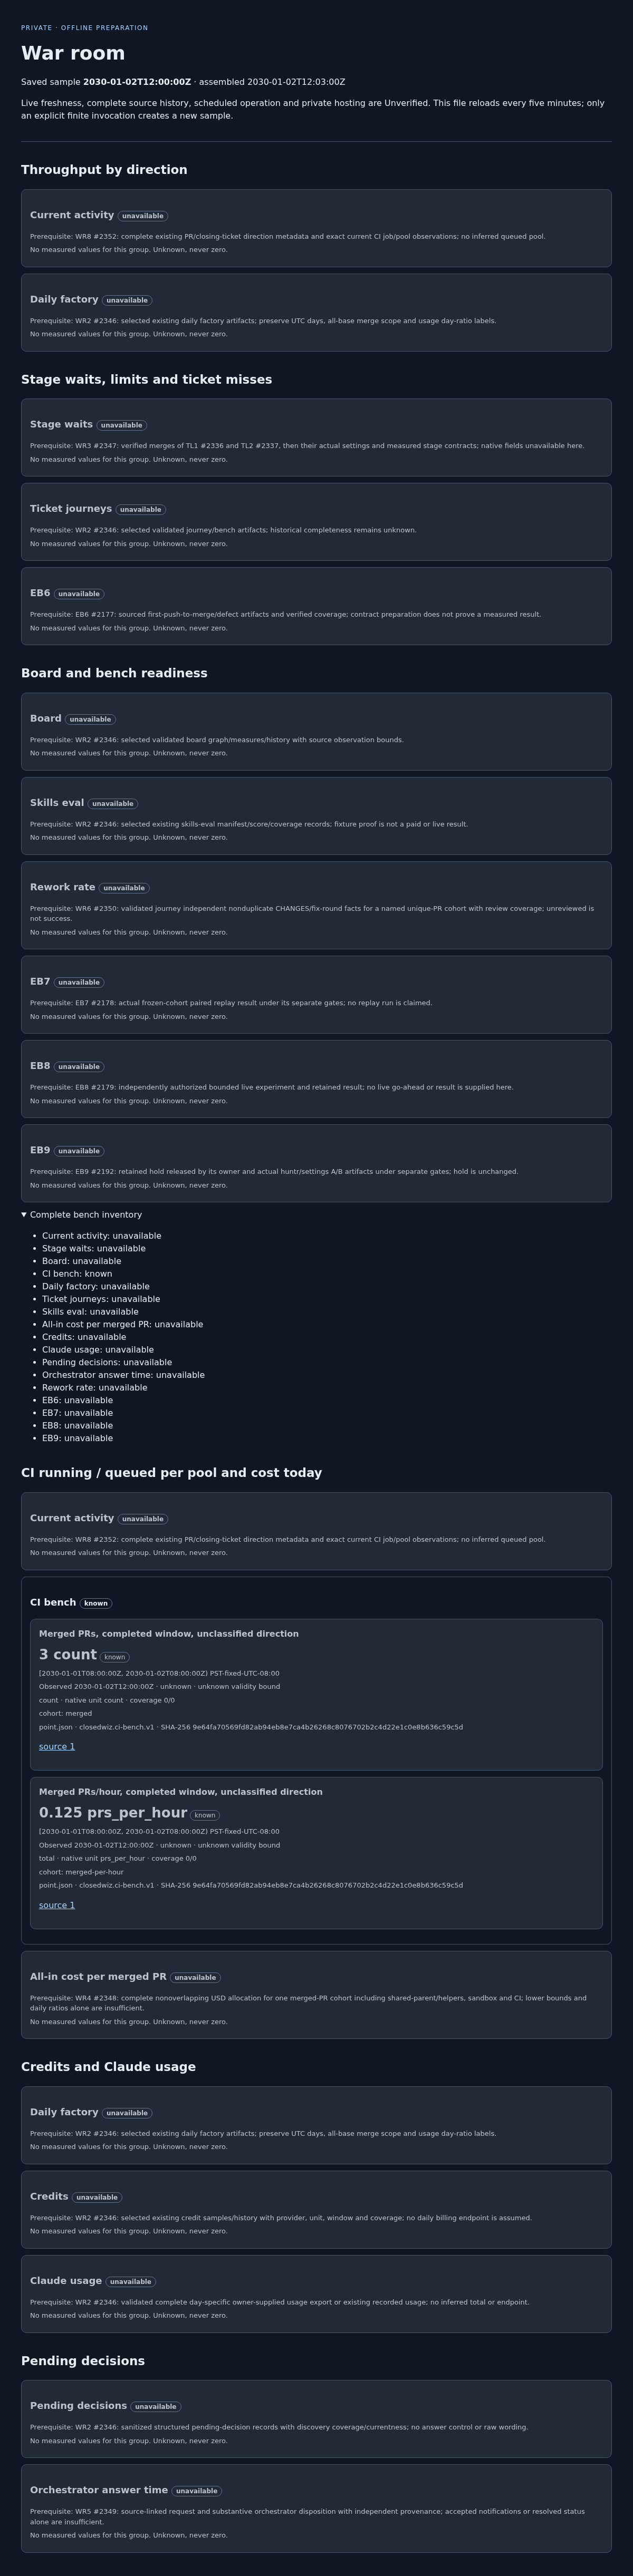 PRIVATE · OFFLINE PREPARATION
War room
Saved sample 2030-01-02T12:00:00Z · assembled 2030-01-02T12:03:00Z
Live freshness, complete source history, scheduled operation and private hosting are Unverified. This file reloads every five minutes; only
an explicit finite invocation creates a new sample.
Throughput by direction
Current activity unavailable
Prerequisite: WR8 #2352: complete existing PR/closing-ticket direction metadata and exact current CI job/pool observations; no inferred queued pool.
No measured values for this group. Unknown, never zero.
Daily factory unavailable
Prerequisite: WR2 #2346: selected existing daily factory artifacts; preserve UTC days, all-base merge scope and usage day-ratio labels.
No measured values for this group. Unknown, never zero.
Stage waits, limits and ticket misses
Stage waits unavailable
Prerequisite: WR3 #2347: verified merges of TL1 #2336 and TL2 #2337, then their actual settings and measured stage contracts; native fields unavailable here.
No measured values for this group. Unknown, never zero.
Ticket journeys unavailable
Prerequisite: WR2 #2346: selected validated journey/bench artifacts; historical completeness remains unknown.
No measured values for this group. Unknown, never zero.
EB6 unavailable
Prerequisite: EB6 #2177: sourced first-push-to-merge/defect artifacts and verified coverage; contract preparation does not prove a measured result.
No measured values for this group. Unknown, never zero.
Board and bench readiness
Board unavailable
Prerequisite: WR2 #2346: selected validated board graph/measures/history with source observation bounds.
No measured values for this group. Unknown, never zero.
Skills eval unavailable
Prerequisite: WR2 #2346: selected existing skills-eval manifest/score/coverage records; fixture proof is not a paid or live result.
No measured values for this group. Unknown, never zero.
Rework rate unavailable
Prerequisite: WR6 #2350: validated journey independent nonduplicate CHANGES/fix-round facts for a named unique-PR cohort with review coverage; unreviewed is
not success.
No measured values for this group. Unknown, never zero.
EB7 unavailable
Prerequisite: EB7 #2178: actual frozen-cohort paired replay result under its separate gates; no replay run is claimed.
No measured values for this group. Unknown, never zero.
EB8 unavailable
Prerequisite: EB8 #2179: independently authorized bounded live experiment and retained result; no live go-ahead or result is supplied here.
No measured values for this group. Unknown, never zero.
EB9 unavailable
Prerequisite: EB9 #2192: retained hold released by its owner and actual huntr/settings A/B artifacts under separate gates; hold is unchanged.
No measured values for this group. Unknown, never zero.
▼ Complete bench inventory
• Current activity: unavailable
• Stage waits: unavailable
• Board: unavailable
• CI bench: known
• Daily factory: unavailable
• Ticket journeys: unavailable
• Skills eval: unavailable
• All-in cost per merged PR: unavailable
• Credits: unavailable
• Claude usage: unavailable
• Pending decisions: unavailable
• Orchestrator answer time: unavailable
• Rework rate: unavailable
• EB6: unavailable
• EB7: unavailable
• EB8: unavailable
• EB9: unavailable
CI running / queued per pool and cost today
Current activity unavailable
Prerequisite: WR8 #2352: complete existing PR/closing-ticket direction metadata and exact current CI job/pool observations; no inferred queued pool.
No measured values for this group. Unknown, never zero.
CI bench known
Merged PRs, completed window, unclassified direction
3 count known
[2030-01-01T08:00:00Z, 2030-01-02T08:00:00Z) PST-fixed-UTC-08:00
Observed 2030-01-02T12:00:00Z · unknown · unknown validity bound
count · native unit count · coverage 0/0
cohort: merged
point.json · closedwiz.ci-bench.v1 · SHA-256 9e64fa70569fd82ab94eb8e7ca4b26268c8076702b2c4d22e1c0e8b636c59c5d
source 1
Merged PRs/hour, completed window, unclassified direction
0.125 prs_per_hour known
[2030-01-01T08:00:00Z, 2030-01-02T08:00:00Z) PST-fixed-UTC-08:00
Observed 2030-01-02T12:00:00Z · unknown · unknown validity bound
total · native unit prs_per_hour · coverage 0/0
cohort: merged-per-hour
point.json · closedwiz.ci-bench.v1 · SHA-256 9e64fa70569fd82ab94eb8e7ca4b26268c8076702b2c4d22e1c0e8b636c59c5d
source 1
All-in cost per merged PR unavailable
Prerequisite: WR4 #2348: complete nonoverlapping USD allocation for one merged-PR cohort including shared-parent/helpers, sandbox and CI; lower bounds and
daily ratios alone are insufficient.
No measured values for this group. Unknown, never zero.
Credits and Claude usage
Daily factory unavailable
Prerequisite: WR2 #2346: selected existing daily factory artifacts; preserve UTC days, all-base merge scope and usage day-ratio labels.
No measured values for this group. Unknown, never zero.
Credits unavailable
Prerequisite: WR2 #2346: selected existing credit samples/history with provider, unit, window and coverage; no daily billing endpoint is assumed.
No measured values for this group. Unknown, never zero.
Claude usage unavailable
Prerequisite: WR2 #2346: validated complete day-specific owner-supplied usage export or existing recorded usage; no inferred total or endpoint.
No measured values for this group. Unknown, never zero.
Pending decisions
Pending decisions unavailable
Prerequisite: WR2 #2346: sanitized structured pending-decision records with discovery coverage/currentness; no answer control or raw wording.
No measured values for this group. Unknown, never zero.
Orchestrator answer time unavailable
Prerequisite: WR5 #2349: source-linked request and substantive orchestrator disposition with independent provenance; accepted notifications or resolved status
alone are insufficient.
No measured values for this group. Unknown, never zero.